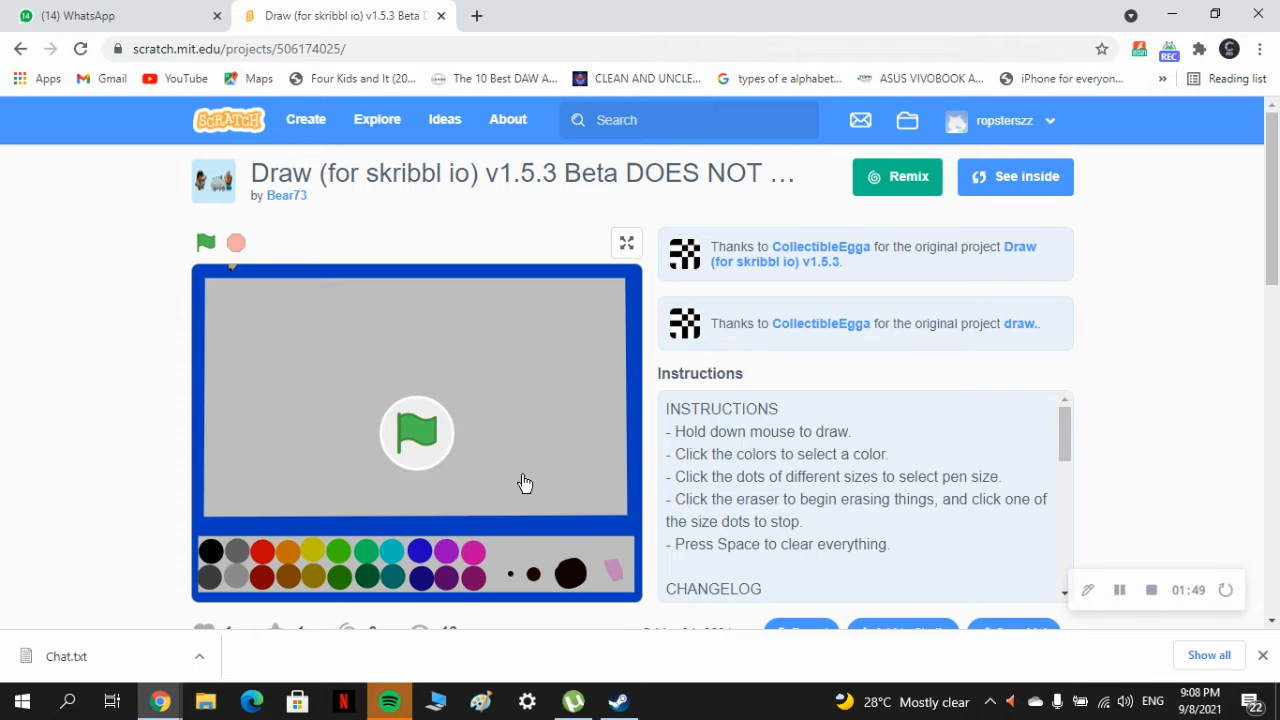 (14) WhatsApp
Draw (for skribbl io) v1.5.3 Beta D
scratch.mit.edu/projects/506174025/
REC
Apps Gmail YouTube Maps Four Kids and It (20... The 10 Best DAW A... CLEAN AND UNCLE... types of e alphabet... ASUS VIVOBOOK A... iPhone for everyon... » Reading list
SCRATCH Create Explore Ideas About Search ropsterszz
Draw (for skribbl io) v1.5.3 Beta DOES NOT ...
by Bear73
Remix See inside
Thanks to CollectibleEgga for the original project Draw
(for skribbl io) v1.5.3.
Thanks to CollectibleEgga for the original project draw..
Instructions
INSTRUCTIONS
- Hold down mouse to draw.
- Click the colors to select a color.
- Click the dots of different sizes to select pen size.
- Click the eraser to begin erasing things, and click one of
the size dots to stop.
- Press Space to clear everything.
CHANGELOG
01:49
Chat.txt
Show all
28°C Mostly clear
ENG
9:08 PM
9/8/2021
22